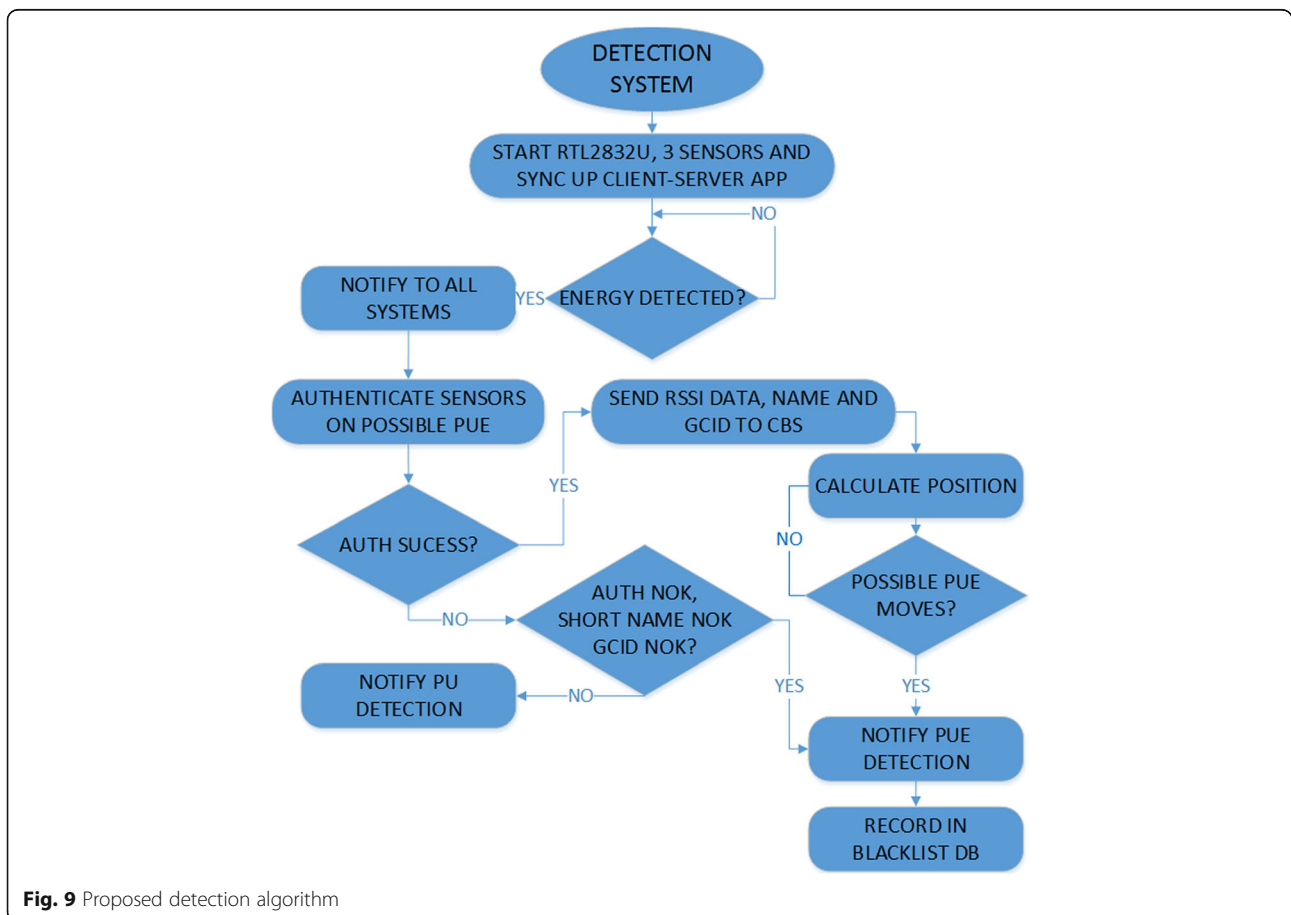 DETECTION
SYSTEM
START RTL2832U, 3 SENSORS AND
SYNC UP CLIENT-SERVER APP
NO
ENERGY DETECTED?
YES
NOTIFY TO ALL
SYSTEMS
AUTHENTICATE SENSORS
ON POSSIBLE PUE
SEND RSSI DATA, NAME AND
GCID TO CBS
YES
CALCULATE POSITION
NO
AUTH SUCESS?
POSSIBLE PUE
MOVES?
NO
AUTH NOK,
SHORT NAME NOK
GCID NOK?
NO
NOTIFY PU
DETECTION
YES
YES
NOTIFY PUE
DETECTION
RECORD IN
BLACKLIST DB
Fig. 9 Proposed detection algorithm